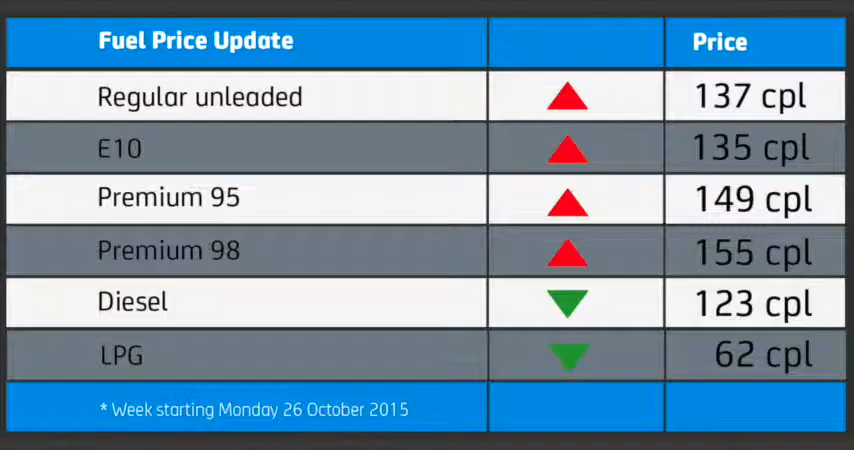 Fuel Price Update Price
Regular unleaded 137 cpl
E10 135 cpl
Premium 95 149 cpl
Premium 98 155 cpl
Diesel 123 cpl
LPG 62 cpl
* Week starting Monday 26 October 2015